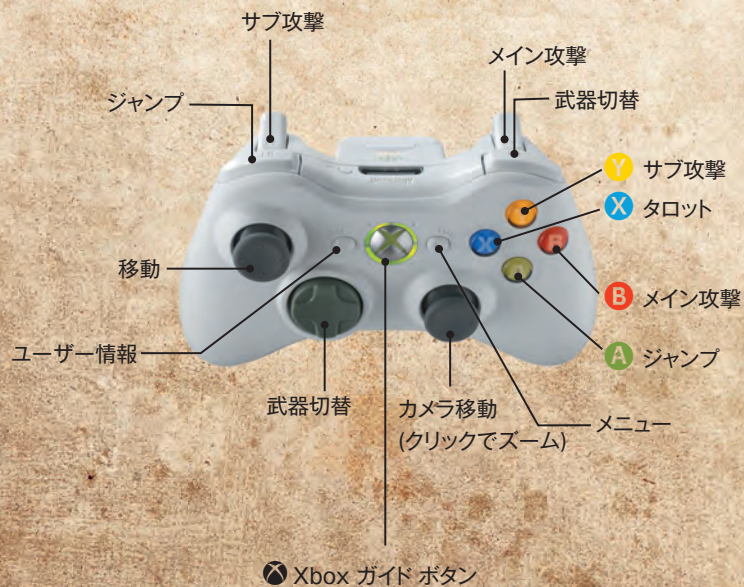 サブ攻撃
メイン攻撃
ジャンプ
武器切替
Y サブ攻撃
X タロット
移動
B メイン攻撃
ユーザー情報
A ジャンプ
武器切替
カメラ移動
(クリックでズーム)
メニュー
Xbox ガイド ボタン